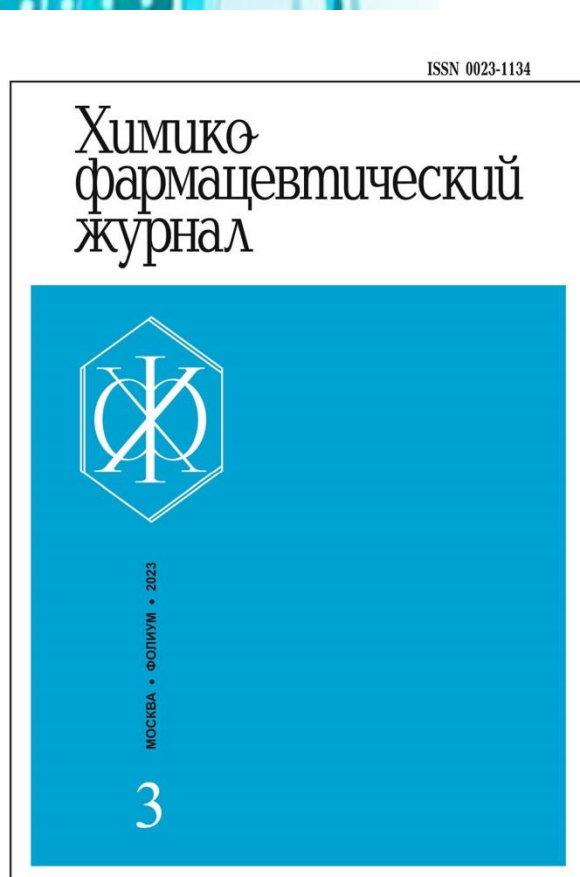 ISSN 0023-1134
Химико-
фармацевтический
журнал
МОСКВА • ФОЛИУМ • 2023
3